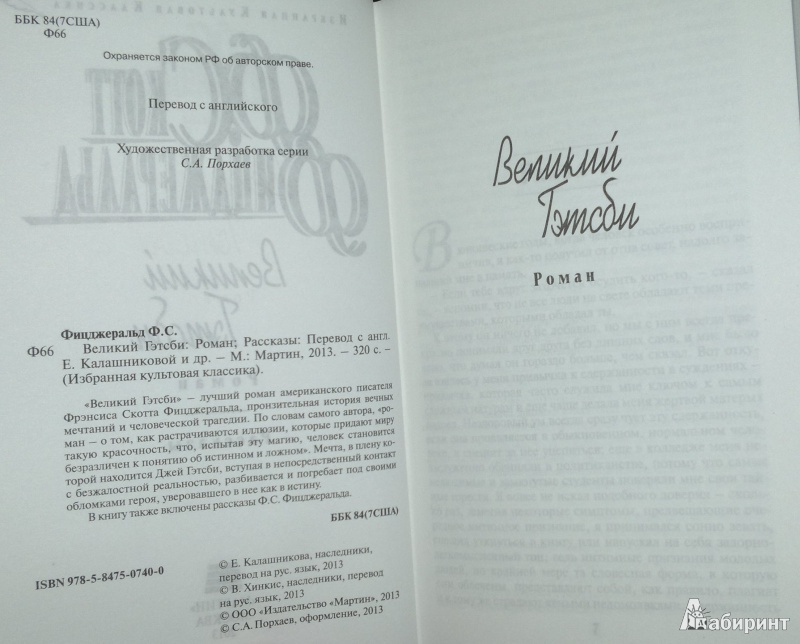 ББК 84(7США)
Ф66
Охраняется законом РФ об авторском праве.
Перевод с английского
Художественная разработка серии
С.А. Порхаев
Фицджеральд Ф.С.
Ф66 Великий Гэтсби: Роман; Рассказы: Перевод с англ.
Е. Калашниковой и др. – М.: Мартин, 2013. – 320 с. –
(Избранная культовая классика).
«Великий Гэтсби» – лучший роман американского писателя
Фрэнсиса Скотта Фицджеральда, пронзительная история вечных
мечтаний и человеческой трагедии. По словам самого автора, «ро-
ман – о том, как растрачиваются иллюзии, которые придают миру
такую красочность, что, испытав эту магию, человек становится
безразличен к понятию об истинном и ложном». Мечта, в плену ко-
торой находится Джей Гэтсби, вступая в непосредственный контакт
с безжалостной реальностью, разбивается и погребает под своими
обломками героя, уверовавшего в нее как в истину.
В книгу также включены рассказы Ф.С. Фицджеральда.
ББК 84(7США)
ISBN 978-5-8475-0740-0
© Е. Калашникова, наследники,
перевод на рус. язык, 2013
© В. Хинкис, наследники, перевод
на рус. язык, 2013
© ООО «Издательство «Мартин», 2013
© С.А. Порхаев, оформление, 2013
Великий
Гэтсби
Роман
Лабиринт